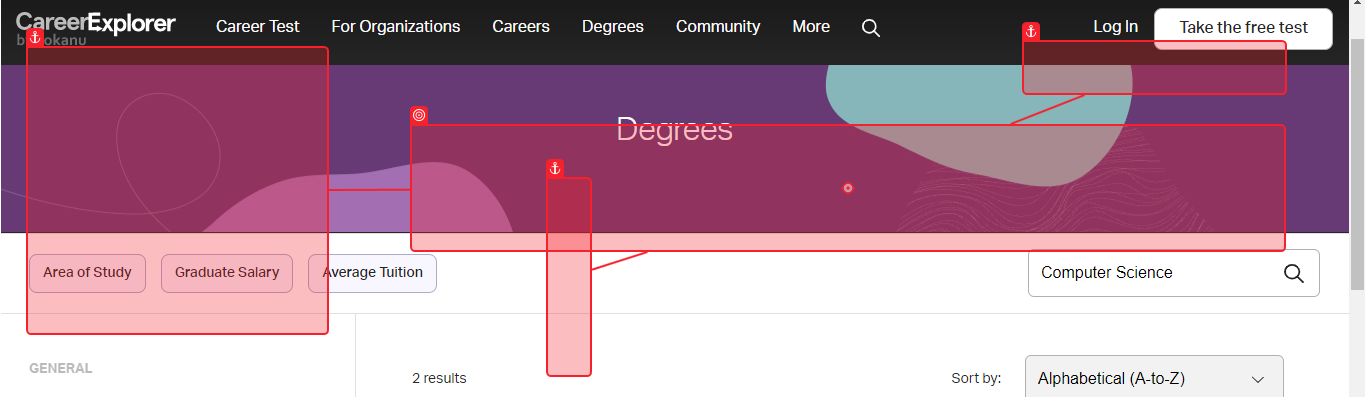 CareerExplorer
by sokanu
Career Test For Organizations Careers Degrees Community More Log In Take the free test
Degrees
Area of Study Graduate Salary Average Tuition Computer Science
GENERAL
2 results Sort by: Alphabetical (A-to-Z)